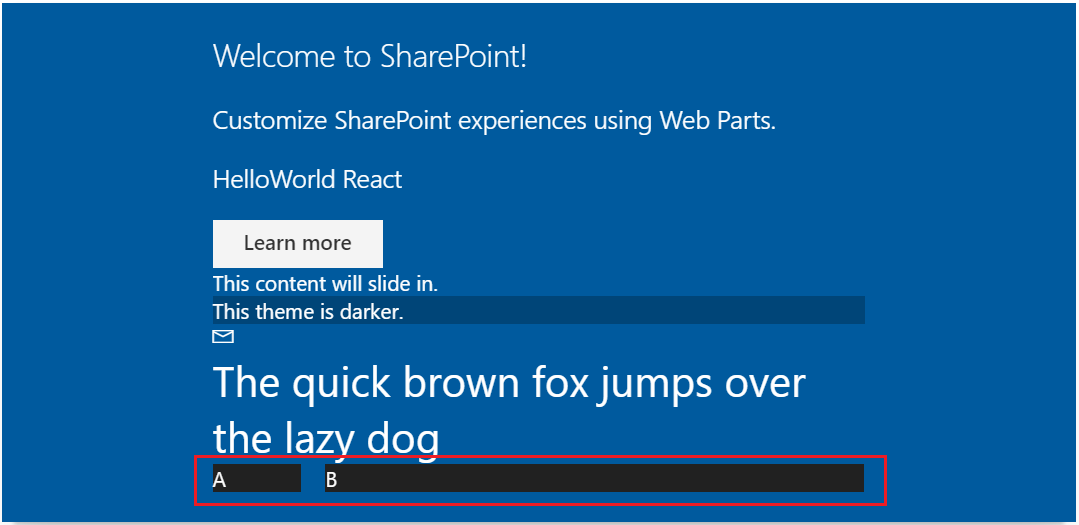 Welcome to SharePoint!
Customize SharePoint experiences using Web Parts.
HelloWorld React
Learn more
This content will slide in.
This theme is darker.
The quick brown fox jumps over
the lazy dog
A B